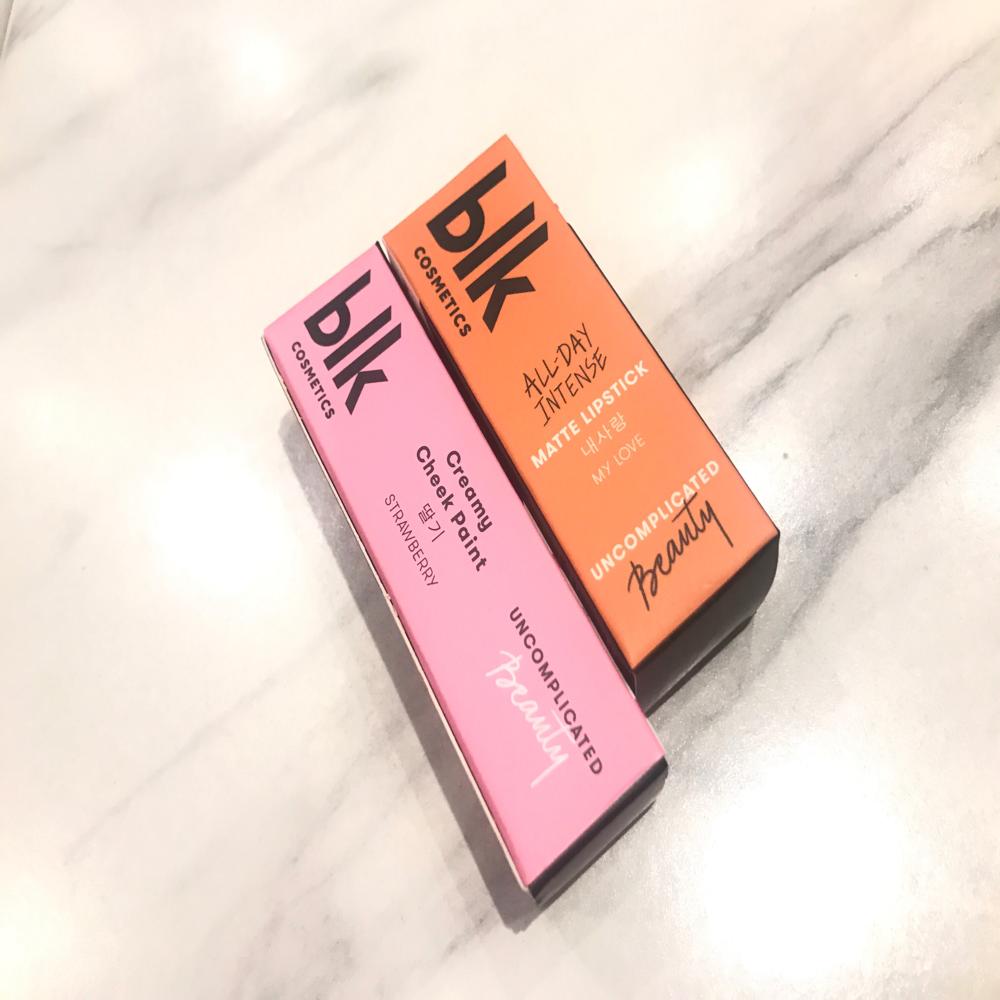 blk
COSMETICS
Creamy
Cheek Paint
딸기
STRAWBERRY
UNCOMPLICATED
Beauty
blk
COSMETICS
ALL-DAY
INTENSE
MATTE LIPSTICK
내사랑
MY LOVE
UNCOMPLICATED
Beauty